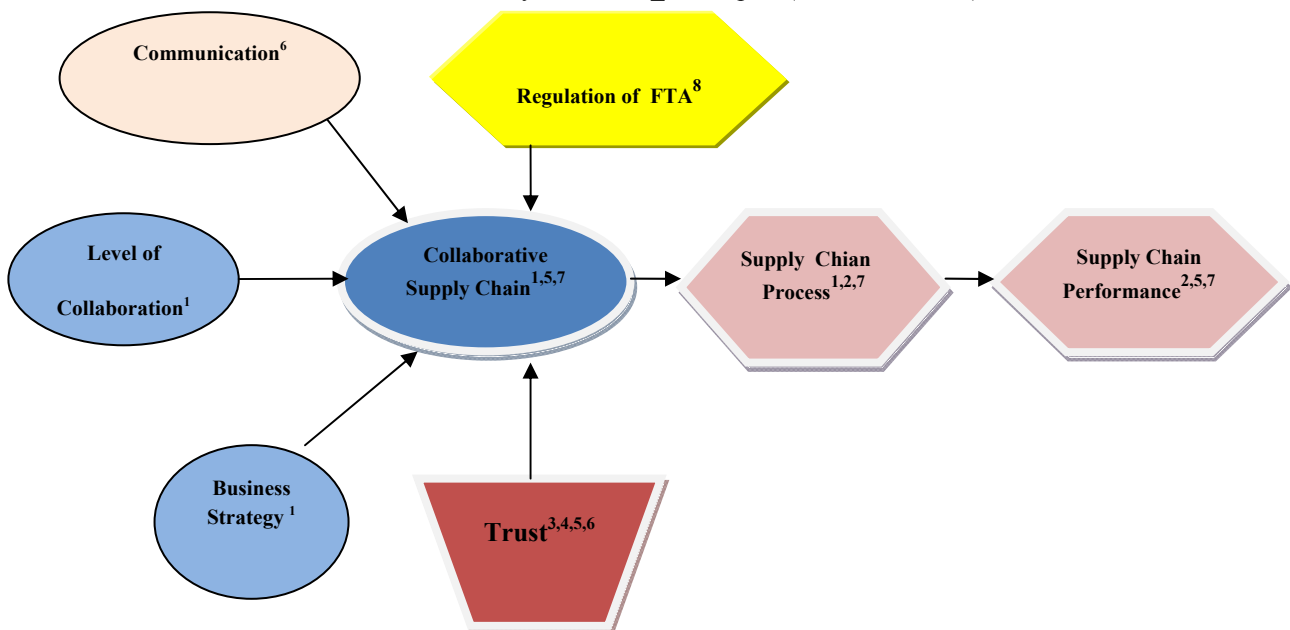 Communication6
Regulation of FTA8
Level of
Collaboration1
Collaborative
Supply Chain1,5,7
Supply Chian
Process1,2,7
Supply Chain
Performance2,5,7
Business
Strategy 1
Trust3,4,5,6